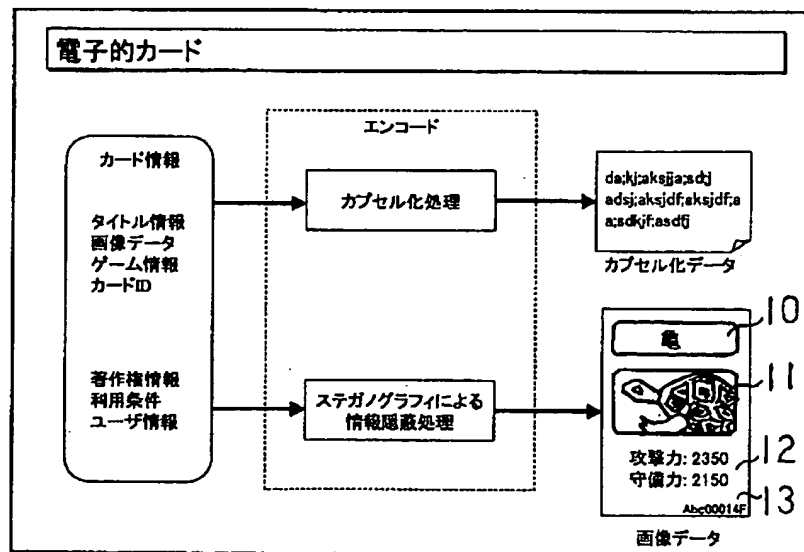 電子的カード
カード情報
タイトル情報
画像データ
ゲーム情報
カードID
著作権情報
利用条件
ユーザ情報
エンコード
カプセル化処理
ステガノグラフィによる
情報隠蔽処理
da;kj;aksjja;sdtj
adsj;aksjdf;aksjdf;a
a;sdkjf;asdfj
カプセル化データ
10
亀
11
攻撃力: 2350
12
守備力: 2150
13
Abc00014F
画像データ